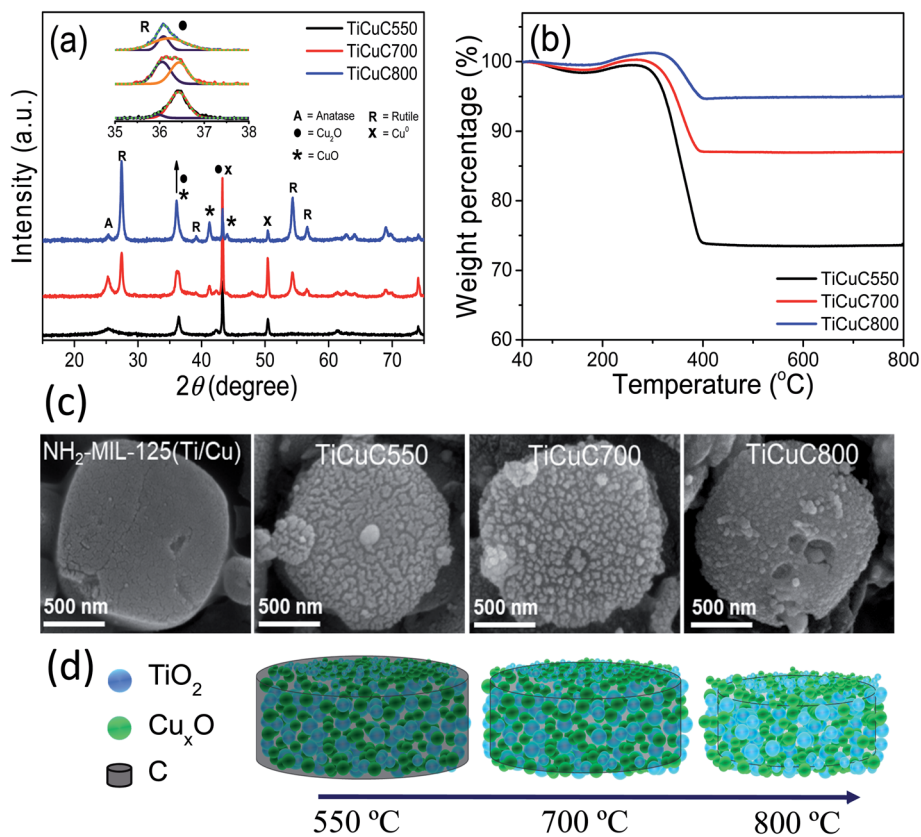 (a)
R ●
TiCuC550
TiCuC700
TiCuC800
35 36 37 38
A = Anatase R = Rutile
● = Cu₂O X = Cu⁰
* = CuO
A R ● * R * ● X * X R R
Intensity (a.u.)
20 30 40 50 60 70
2θ (degree)
(b)
Weight percentage (%)
100
90
80
70
60
TiCuC550
TiCuC700
TiCuC800
40 200 400 600 800
Temperature (°C)
(c)
NH₂-MIL-125(Ti/Cu) TiCuC550 TiCuC700 TiCuC800
500 nm 500 nm 500 nm 500 nm
(d)
TiO₂
CuₓO
C
550 ºC 700 ºC 800 ºC